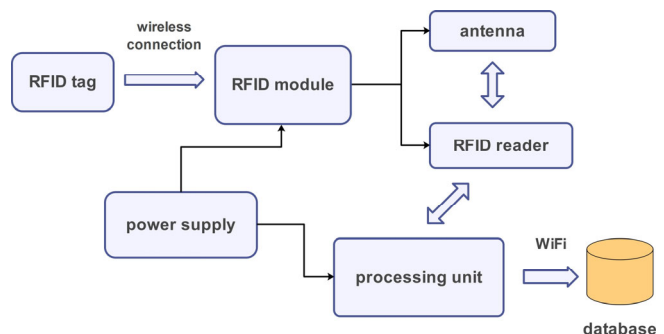 wireless
connection
antenna
RFID tag
RFID module
RFID reader
power supply
WiFi
processing unit
database